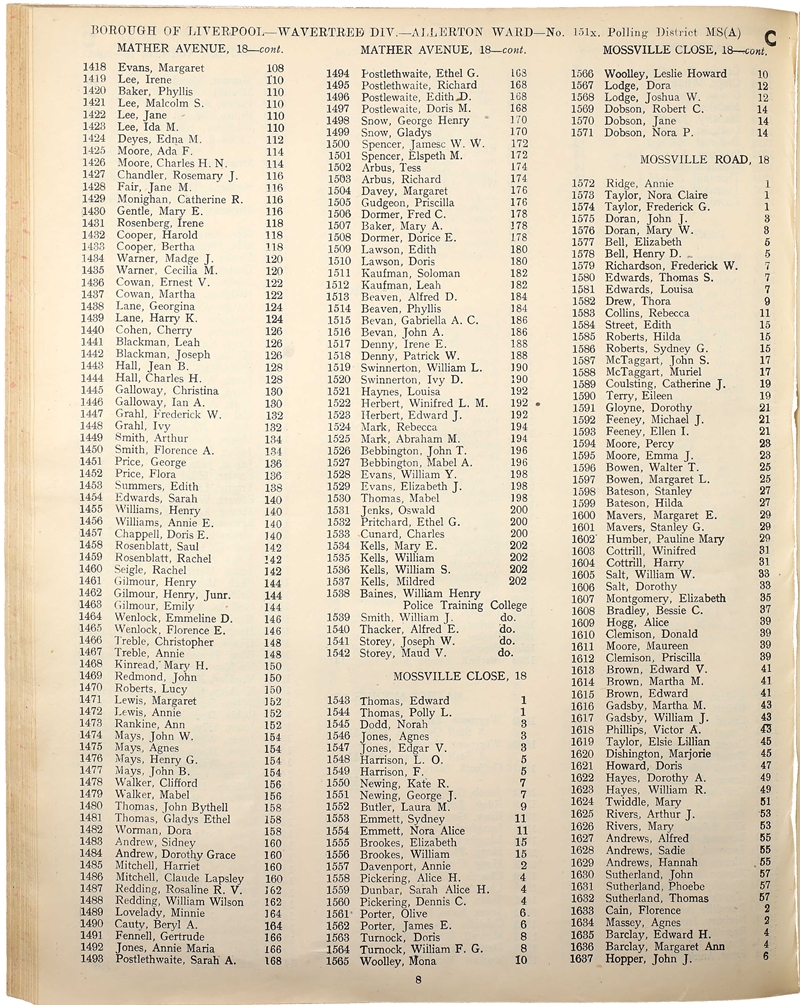 BOROUGH OF LIVERPOOL—WAVERTREE DIV.—ALLERTON WARD—No. 151x. Polling District MS(A)
C
MATHER AVENUE, 18—cont.
1418 Evans, Margaret 108
1419 Lee, Irene 110
1420 Baker, Phyllis 110
1421 Lee, Malcolm S. 110
1422 Lee, Jane 110
1423 Lee, Ida M. 110
1424 Deyes, Edna M. 112
1425 Moore, Ada F. 114
1426 Moore, Charles H. N. 114
1427 Chandler, Rosemary J. 116
1428 Fair, Jane M. 116
1429 Monighan, Catherine R. 116
1430 Gentle, Mary E. 116
1431 Rosenberg, Irene 118
1432 Cooper, Harold 118
1433 Cooper, Bertha 118
1434 Warner, Madge J. 120
1435 Warner, Cecilia M. 120
1436 Cowan, Ernest V. 122
1437 Cowan, Martha 122
1438 Lane, Georgina 124
1439 Lane, Harry K. 124
1440 Cohen, Cherry 126
1441 Blackman, Leah 126
1442 Blackman, Joseph 126
1443 Hall, Jean B. 128
1444 Hall, Charles H. 128
1445 Galloway, Christina 130
1446 Galloway, Ian A. 130
1447 Grahl, Frederick W. 132
1448 Grahl, Ivy 132
1449 Smith, Arthur 134
1450 Smith, Florence A. 134
1451 Price, George 136
1452 Price, Flora 136
1453 Summers, Edith 138
1454 Edwards, Sarah 140
1455 Williams, Henry 140
1456 Williams, Annie E. 140
1457 Chappell, Doris E. 140
1458 Rosenblatt, Saul 142
1459 Rosenblatt, Rachel 142
1460 Seigle, Rachel 142
1461 Gilmour, Henry 144
1462 Gilmour, Henry, Junr. 144
1463 Gilmour, Emily 144
1464 Wenlock, Emmeline D. 146
1465 Wenlock, Florence E. 146
1466 Treble, Christopher 148
1467 Treble, Annie 148
1468 Kinread, Mary H. 150
1469 Redmond, John 150
1470 Roberts, Lucy 150
1471 Lewis, Margaret 152
1472 Lewis, Annie 152
1473 Rankine, Ann 152
1474 Mays, John W. 154
1475 Mays, Agnes 154
1476 Mays, Henry G. 154
1477 Mays, John B. 154
1478 Walker, Clifford 156
1479 Walker, Mabel 156
1480 Thomas, John Bythell 158
1481 Thomas, Gladys Ethel 158
1482 Worman, Dora 158
1483 Andrew, Sidney 160
1484 Andrew, Dorothy Grace 160
1485 Mitchell, Harriet 160
1486 Mitchell, Claude Lapsley 160
1487 Redding, Rosaline R. V. 162
1488 Redding, William Wilson 162
1489 Lovelady, Minnie 164
1490 Cauty, Beryl A. 164
1491 Fennell, Gertrude 166
1492 Jones, Annie Maria 166
1493 Postlethwaite, Sarah A. 168
MATHER AVENUE, 18—cont.
1494 Postlethwaite, Ethel G. 168
1495 Postlethwaite, Richard 168
1496 Postlewaite, Edith D. 168
1497 Postlewaite, Doris M. 168
1498 Snow, George Henry 170
1499 Snow, Gladys 170
1500 Spencer, Jamesc W. W. 172
1501 Spencer, Elspeth M. 172
1502 Arbus, Tess 174
1503 Arbus, Richard 174
1504 Davey, Margaret 176
1505 Gudgeon, Priscilla 176
1506 Dormer, Fred C. 178
1507 Baker, Mary A. 178
1508 Dormer, Dorice E. 178
1509 Lawson, Edith 180
1510 Lawson, Doris 180
1511 Kaufman, Soloman 182
1512 Kaufman, Leah 182
1513 Beaven, Alfred D. 184
1514 Beaven, Phyllis 184
1515 Bevan, Gabriella A. C. 186
1516 Bevan, John A. 186
1517 Denny, Irene E. 188
1518 Denny, Patrick W. 188
1519 Swinnerton, William L. 190
1520 Swinnerton, Ivy D. 190
1521 Haynes, Louisa 192
1522 Herbert, Winifred L. M. 192
1523 Herbert, Edward J. 192
1524 Mark, Rebecca 194
1525 Mark, Abraham M. 194
1526 Bebbington, John T. 196
1527 Bebbington, Mabel A. 196
1528 Evans, William Y. 198
1529 Evans, Elizabeth J. 198
1530 Thomas, Mabel 198
1531 Jenks, Oswald 200
1532 Pritchard, Ethel G. 200
1533 Cunard, Charles 200
1534 Kells, Mary E. 202
1535 Kells, William 202
1536 Kells, William S. 202
1537 Kells, Mildred 202
1538 Baines, William Henry
Police Training College
1539 Smith, William J. do.
1540 Thacker, Alfred E. do.
1541 Storey, Joseph W. do.
1542 Storey, Maud V. do.
MOSSVILLE CLOSE, 18
1543 Thomas, Edward 1
1544 Thomas, Polly L. 1
1545 Dodd, Norah 3
1546 Jones, Agnes 3
1547 Jones, Edgar V. 3
1548 Harrison, L. O. 5
1549 Harrison, F. 5
1550 Newing, Kate R. 7
1551 Newing, George J. 7
1552 Butler, Laura M. 9
1553 Emmett, Sydney 11
1554 Emmett, Nora Alice 11
1555 Brookes, Elizabeth 15
1556 Brookes, William 15
1557 Davenport, Annie 2
1558 Pickering, Alice H. 4
1559 Dunbar, Sarah Alice H. 4
1560 Pickering, Dennis C. 4
1561 Porter, Olive 6
1562 Porter, James E. 6
1563 Turnock, Doris 8
1564 Turnock, William F. G. 8
1565 Woolley, Mona 10
MOSSVILLE CLOSE, 18—cont.
1566 Woolley, Leslie Howard 10
1567 Lodge, Dora 12
1568 Lodge, Joshua W. 12
1569 Dobson, Robert C. 14
1570 Dobson, Jane 14
1571 Dobson, Nora P. 14
MOSSVILLE ROAD, 18
1572 Ridge, Annie 1
1573 Taylor, Nora Claire 1
1574 Taylor, Frederick G. 1
1575 Doran, John J. 3
1576 Doran, Mary W. 3
1577 Bell, Elizabeth 5
1578 Bell, Henry D. 5
1579 Richardson, Frederick W. 7
1580 Edwards, Thomas S. 7
1581 Edwards, Louisa 7
1582 Drew, Thora 9
1583 Collins, Rebecca 11
1584 Street, Edith 15
1585 Roberts, Hilda 15
1586 Roberts, Sydney G. 15
1587 McTaggart, John S. 17
1588 McTaggart, Muriel 17
1589 Coulsting, Catherine J. 19
1590 Terry, Eileen 19
1591 Gloyne, Dorothy 21
1592 Feeney, Michael J. 21
1593 Feeney, Ellen I. 21
1594 Moore, Percy 23
1595 Moore, Emma J. 23
1596 Bowen, Walter T. 25
1597 Bowen, Margaret L. 25
1598 Bateson, Stanley 27
1599 Bateson, Hilda 27
1600 Mavers, Margaret E. 29
1601 Mavers, Stanley G. 29
1602 Humber, Pauline Mary 29
1603 Cottrill, Winifred 31
1604 Cottrill, Harry 31
1605 Salt, William W. 33
1606 Salt, Dorothy 33
1607 Montgomery, Elizabeth 35
1608 Bradley, Bessie C. 37
1609 Hogg, Alice 39
1610 Clemison, Donald 39
1611 Moore, Maureen 39
1612 Clemison, Priscilla 39
1613 Brown, Edward V. 41
1614 Brown, Martha M. 41
1615 Brown, Edward 41
1616 Gadsby, Martha M. 43
1617 Gadsby, William J. 43
1618 Phillips, Victor A. 43
1619 Taylor, Elsie Lillian 45
1620 Dishington, Marjorie 45
1621 Howard, Doris 47
1622 Hayes, Dorothy A. 49
1623 Hayes, William R. 49
1624 Twiddle, Mary 51
1625 Rivers, Arthur J. 53
1626 Rivers, Mary 53
1627 Andrews, Alfred 55
1628 Andrews, Sadie 55
1629 Andrews, Hannah 55
1630 Sutherland, John 57
1631 Sutherland, Phoebe 57
1632 Sutherland, Thomas 57
1633 Cain, Florence 2
1634 Massey, Agnes 2
1635 Barclay, Edward H. 4
1636 Barclay, Margaret Ann 4
1637 Hopper, John J. 6
8